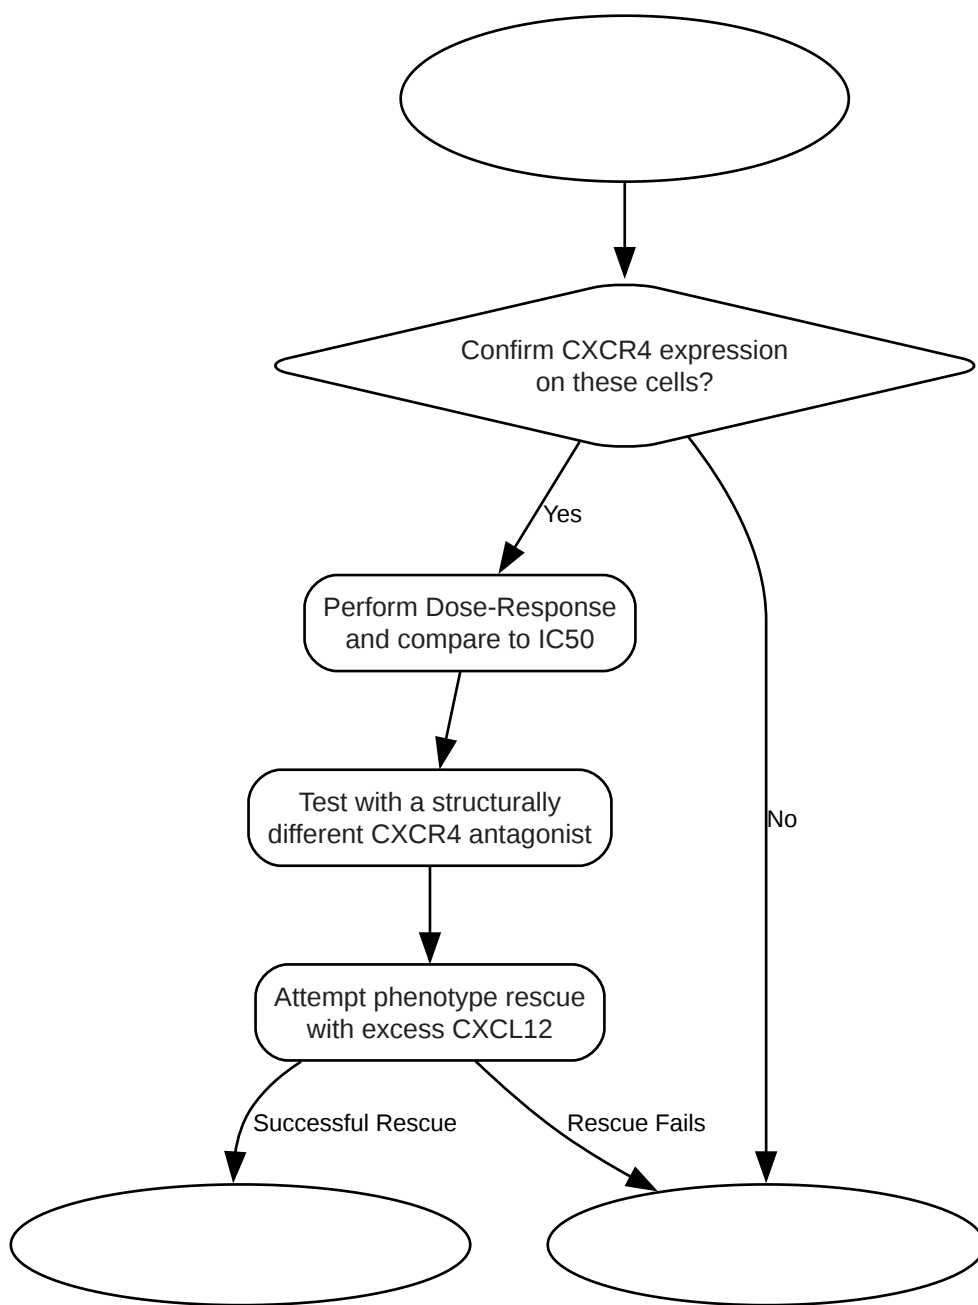 Confirm CXCR4 expression
on these cells?
Yes
Perform Dose-Response
and compare to IC50
Test with a structurally
different CXCR4 antagonist
No
Attempt phenotype rescue
with excess CXCL12
Successful Rescue
Rescue Fails